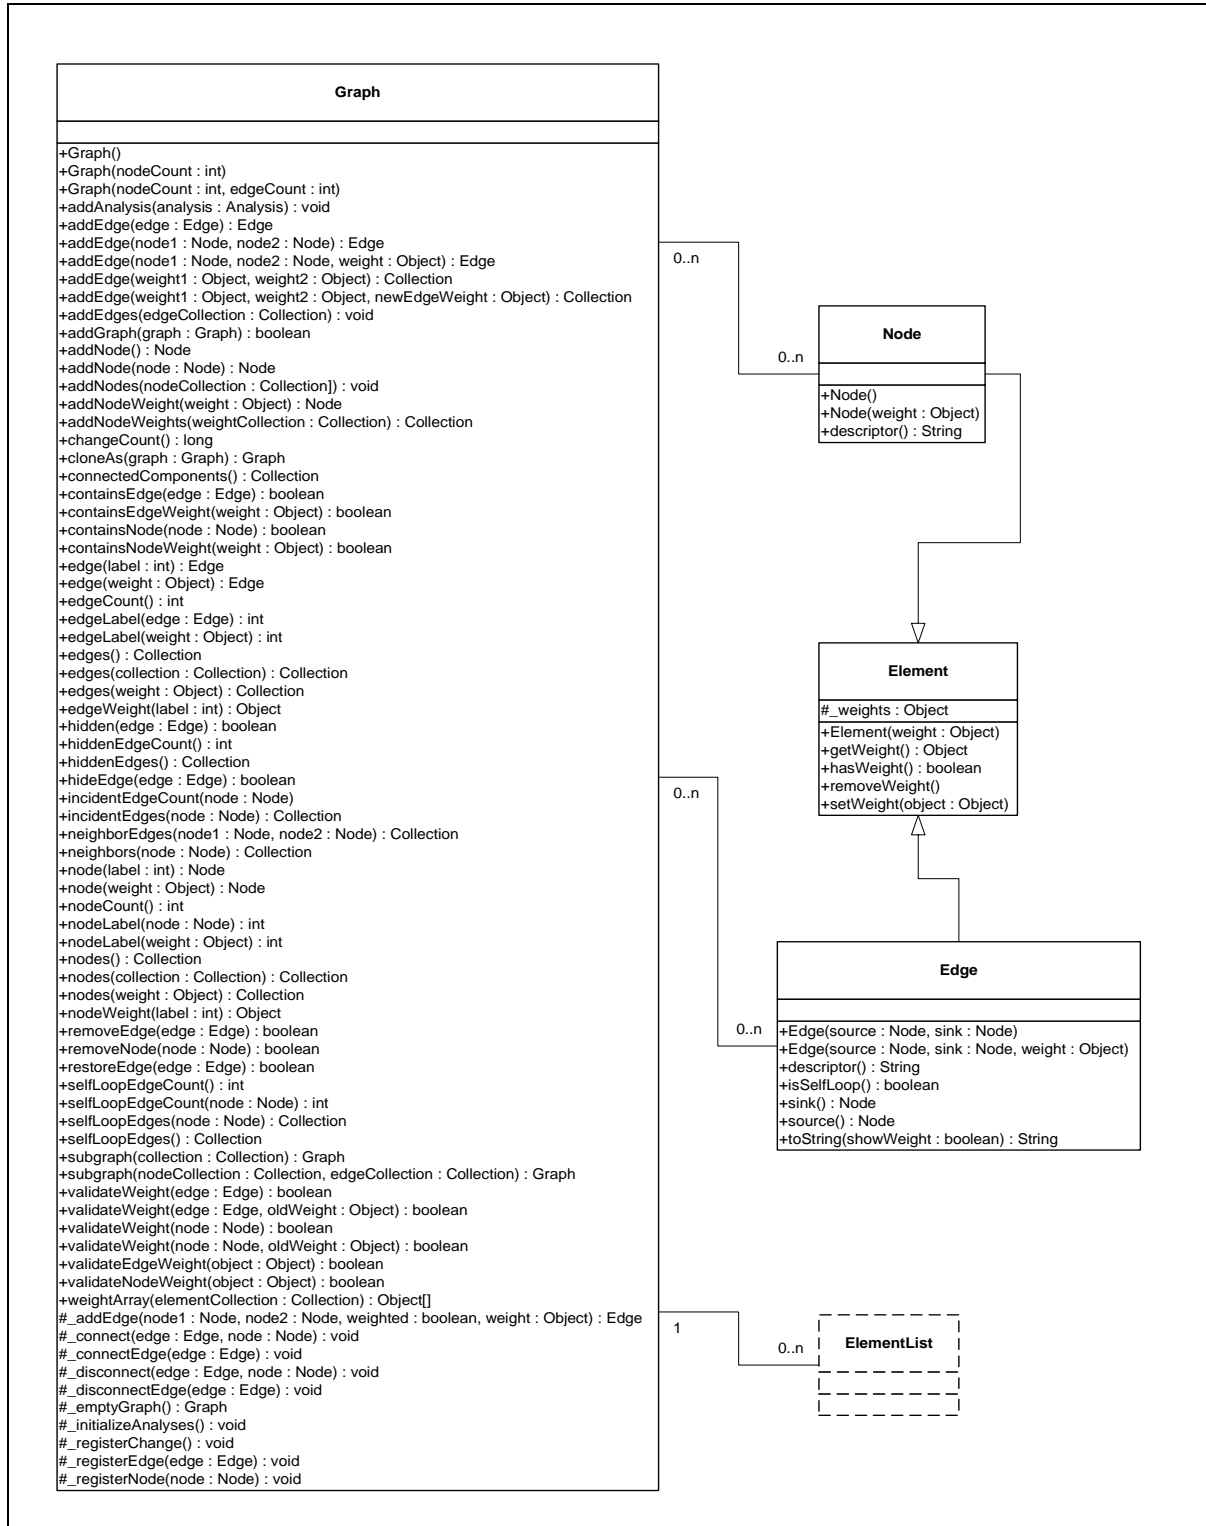 Graph
+Graph()
+Graph(nodeCount : int)
+Graph(nodeCount : int, edgeCount : int)
+addAnalysis(analysis : Analysis) : void
+addEdge(edge : Edge) : Edge
+addEdge(node1 : Node, node2 : Node) : Edge
+addEdge(node1 : Node, node2 : Node, weight : Object) : Edge
+addEdge(weight1 : Object, weight2 : Object) : Collection
+addEdge(weight1 : Object, weight2 : Object, newEdgeWeight : Object) : Collection
+addEdges(edgeCollection : Collection) : void
+addGraph(graph : Graph) : boolean
+addNode() : Node
+addNode(node : Node) : Node
+addNodes(nodeCollection : Collection]) : void
+addNodeWeight(weight : Object) : Node
+addNodeWeights(weightCollection : Collection) : Collection
+changeCount() : long
+cloneAs(graph : Graph) : Graph
+connectedComponents() : Collection
+containsEdge(edge : Edge) : boolean
+containsEdgeWeight(weight : Object) : boolean
+containsNode(node : Node) : boolean
+containsNodeWeight(weight : Object) : boolean
+edge(label : int) : Edge
+edge(weight : Object) : Edge
+edgeCount() : int
+edgeLabel(edge : Edge) : int
+edgeLabel(weight : Object) : int
+edges() : Collection
+edges(collection : Collection) : Collection
+edges(weight : Object) : Collection
+edgeWeight(label : int) : Object
+hidden(edge : Edge) : boolean
+hiddenEdgeCount() : int
+hiddenEdges() : Collection
+hideEdge(edge : Edge) : boolean
+incidentEdgeCount(node : Node)
+incidentEdges(node : Node) : Collection
+neighborEdges(node1 : Node, node2 : Node) : Collection
+neighbors(node : Node) : Collection
+node(label : int) : Node
+node(weight : Object) : Node
+nodeCount() : int
+nodeLabel(node : Node) : int
+nodeLabel(weight : Object) : int
+nodes() : Collection
+nodes(collection : Collection) : Collection
+nodes(weight : Object) : Collection
+nodeWeight(label : int) : Object
+removeEdge(edge : Edge) : boolean
+removeNode(node : Node) : boolean
+restoreEdge(edge : Edge) : boolean
+selfLoopEdgeCount() : int
+selfLoopEdgeCount(node : Node) : int
+selfLoopEdges(node : Node) : Collection
+selfLoopEdges() : Collection
+subgraph(collection : Collection) : Graph
+subgraph(nodeCollection : Collection, edgeCollection : Collection) : Graph
+validateWeight(edge : Edge) : boolean
+validateWeight(edge : Edge, oldWeight : Object) : boolean
+validateWeight(node : Node) : boolean
+validateWeight(node : Node, oldWeight : Object) : boolean
+validateEdgeWeight(object : Object) : boolean
+validateNodeWeight(object : Object) : boolean
+weightArray(elementCollection : Collection) : Object[]
#_addEdge(node1 : Node, node2 : Node, weighted : boolean, weight : Object) : Edge
#_connect(edge : Edge, node : Node) : void
#_connectEdge(edge : Edge) : void
#_disconnect(edge : Edge, node : Node) : void
#_disconnectEdge(edge : Edge) : void
#_emptyGraph() : Graph
#_initializeAnalyses() : void
#_registerChange() : void
#_registerEdge(edge : Edge) : void
#_registerNode(node : Node) : void
0..n
0..n
Node
+Node()
+Node(weight : Object)
+descriptor() : String
Element
#_weights : Object
+Element(weight : Object)
+getWeight() : Object
+hasWeight() : boolean
+removeWeight()
+setWeight(object : Object)
0..n
0..n
Edge
+Edge(source : Node, sink : Node)
+Edge(source : Node, sink : Node, weight : Object)
+descriptor() : String
+isSelfLoop() : boolean
+sink() : Node
+source() : Node
+toString(showWeight : boolean) : String
1
0..n
ElementList